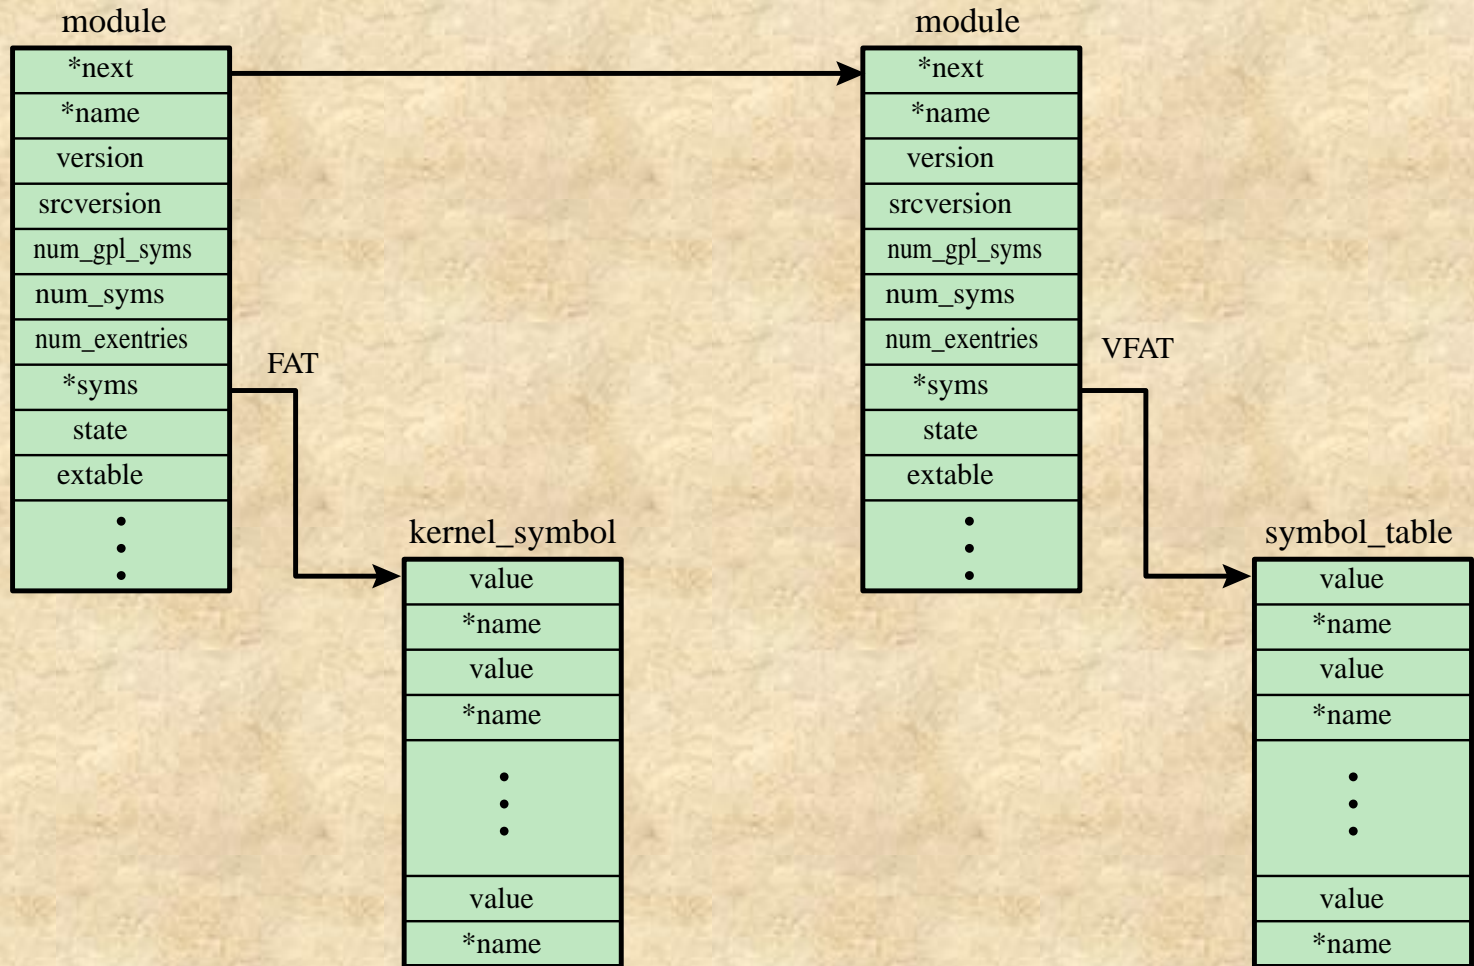 module
*next
*name
version
srcversion
num_gpl_syms
num_syms
num_exentries
*syms
state
extable
FAT
kernel_symbol
value
*name
value
*name
value
*name
module
*next
*name
version
srcversion
num_gpl_syms
num_syms
num_exentries
*syms
state
extable
VFAT
symbol_table
value
*name
value
*name
value
*name